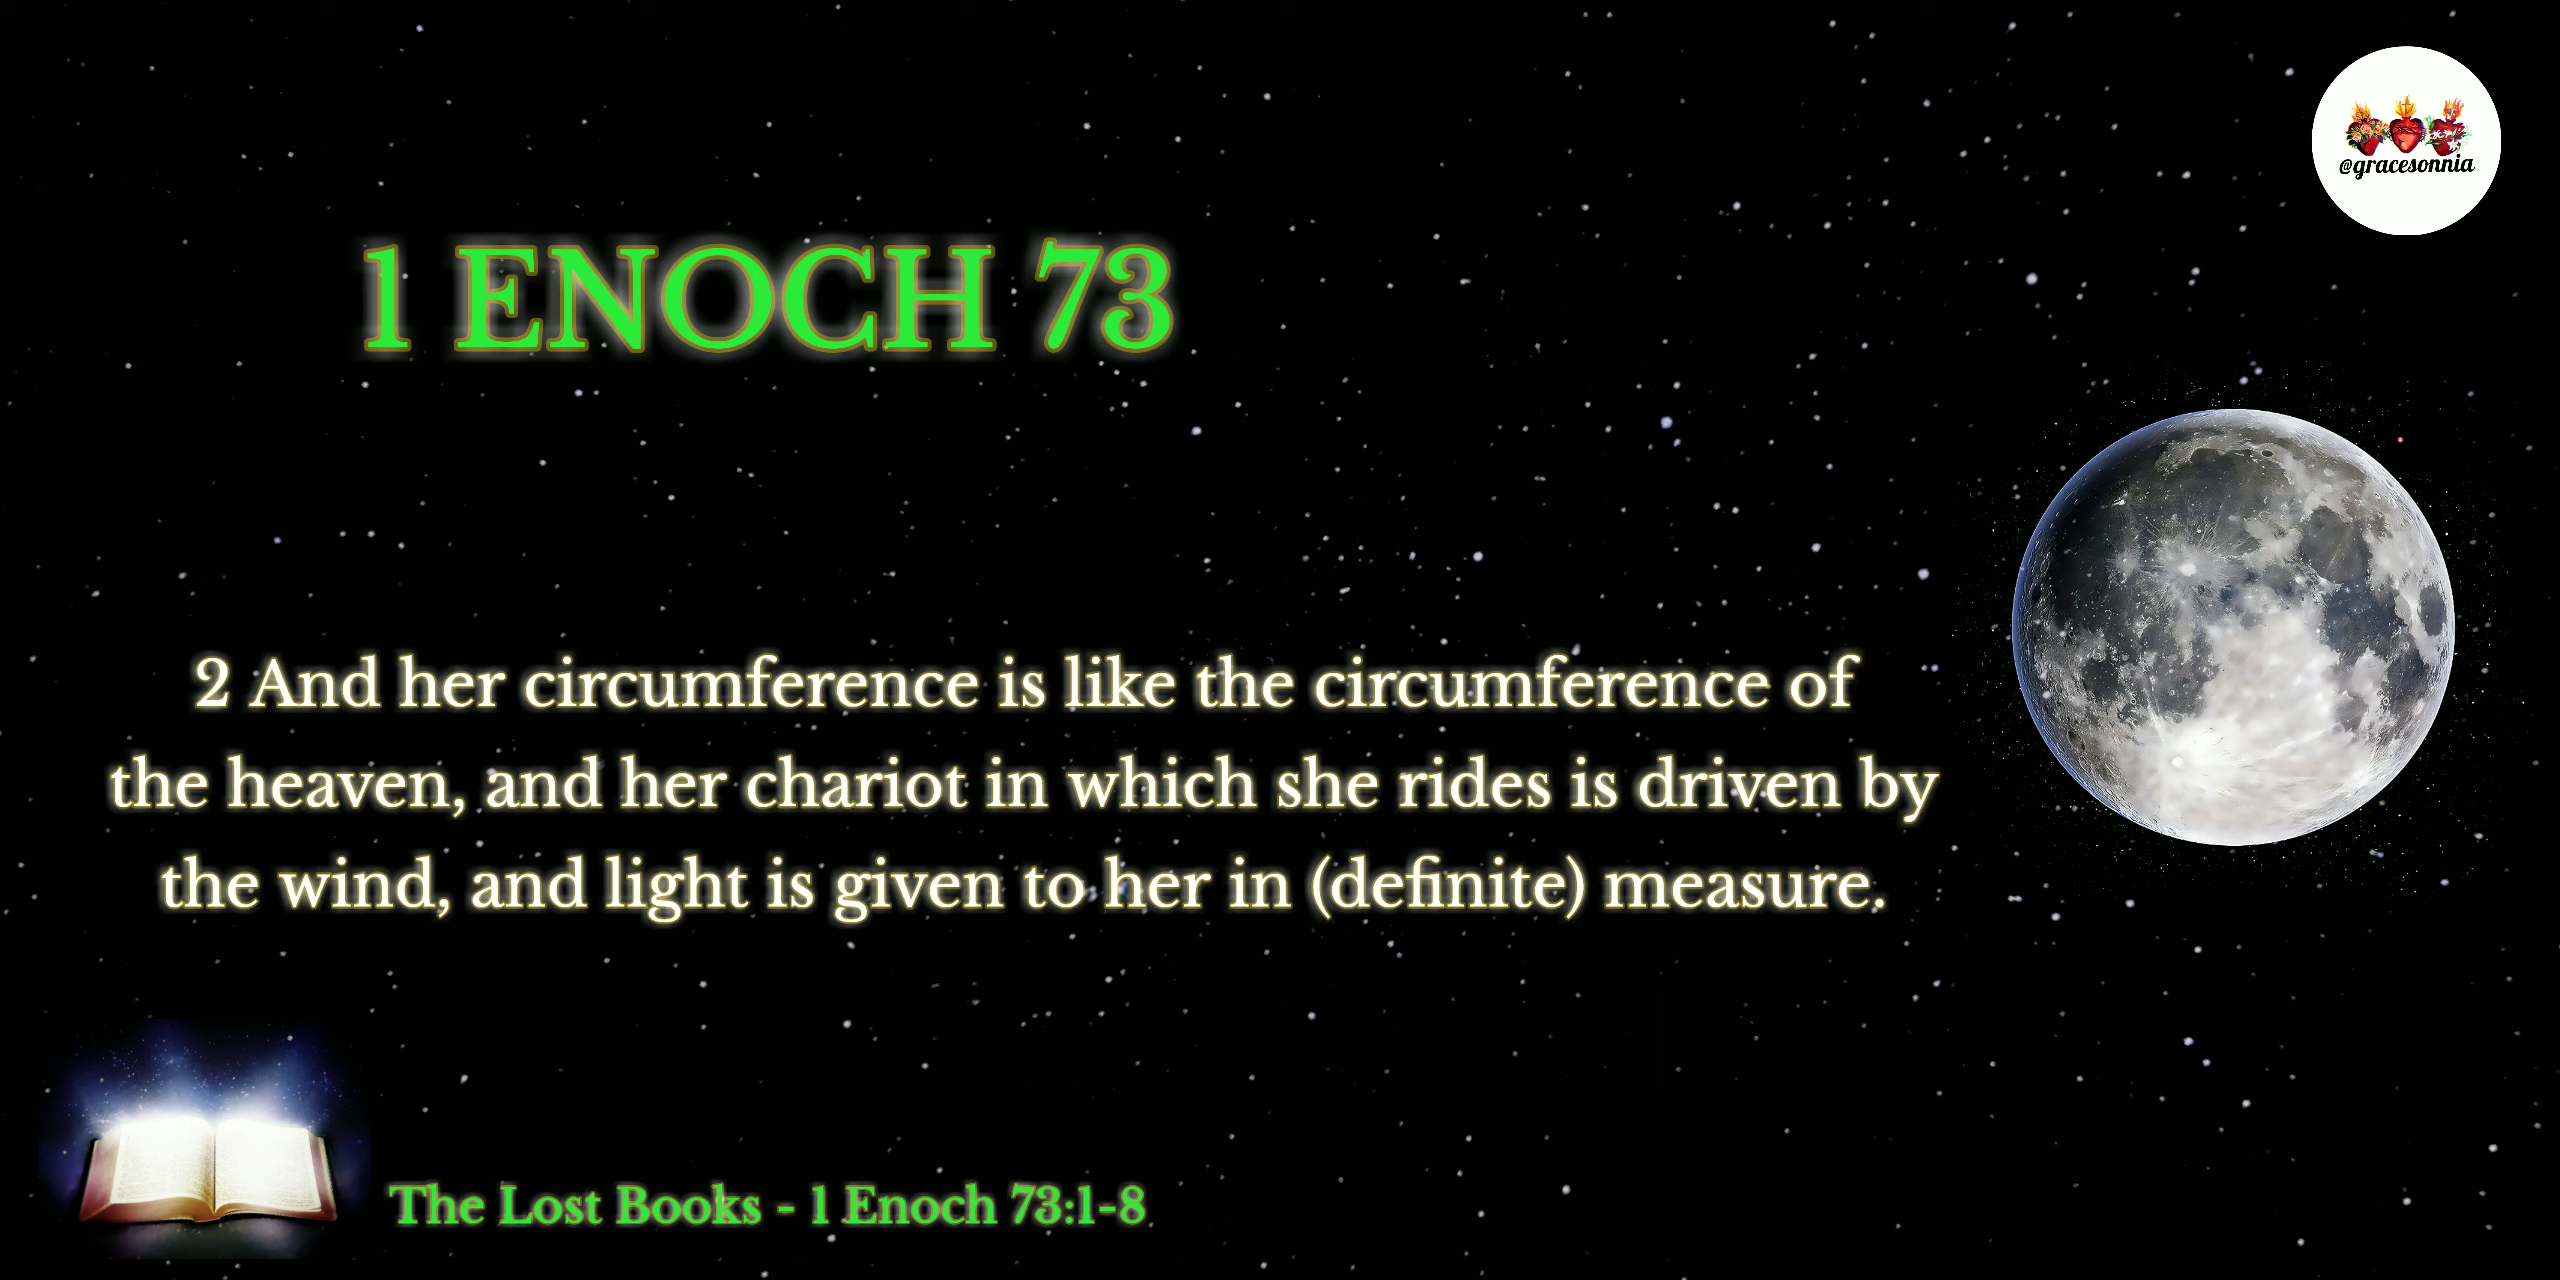 @gracesonnia
1 ENOCH 73
2 And her circumference is like the circumference of
the heaven, and her chariot in which she rides is driven by
the wind, and light is given to her in (definite) measure.
The Lost Books - 1 Enoch 73:1-8